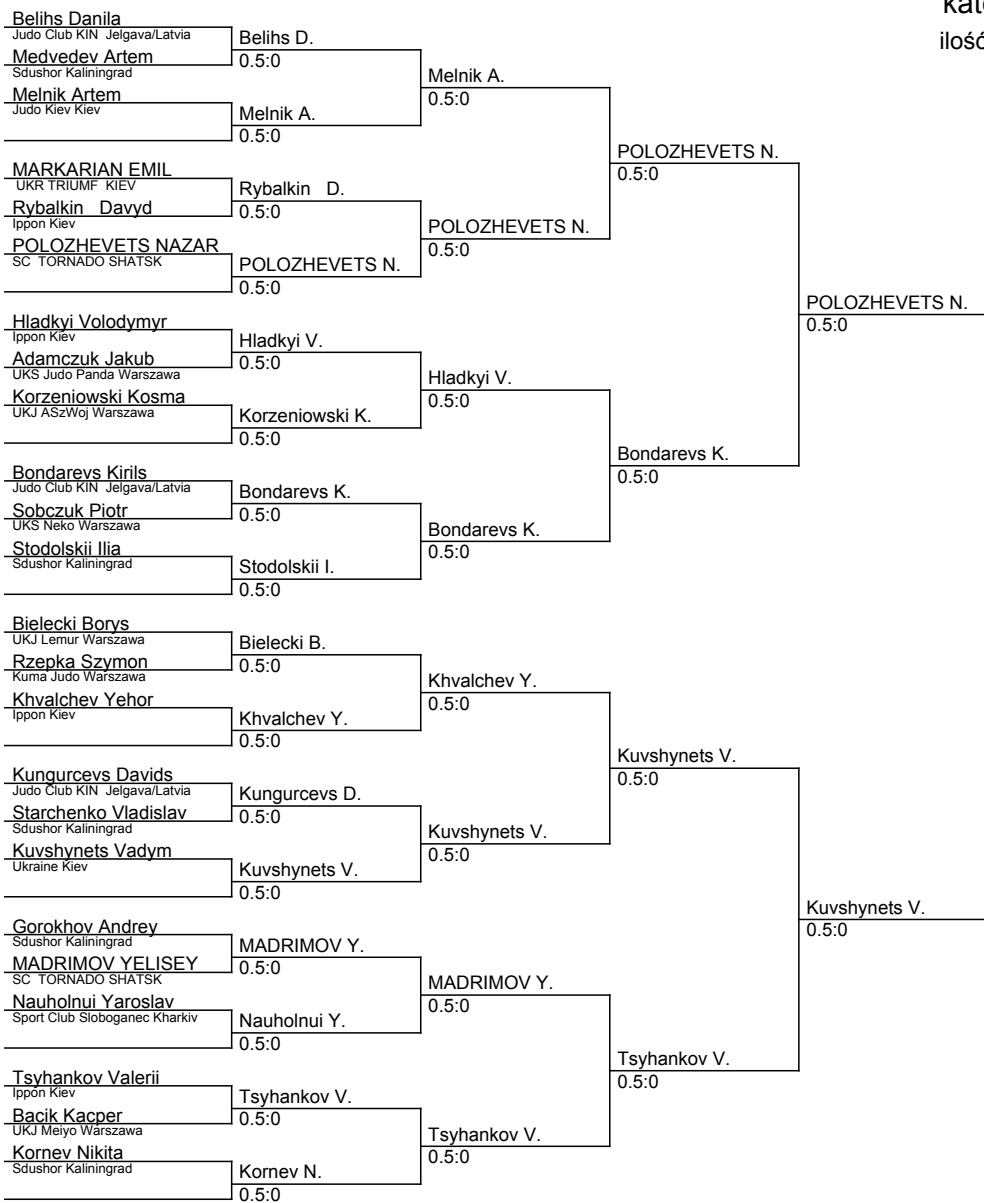 kat
ilość
Belihs Danila
Judo Club KIN Jelgava/Latvia
Medvedev Artem
Sdushor Kaliningrad
Melnik Artem
Judo Kiev Kiev
MARKARIAN EMIL
UKR TRIUMF KIEV
Rybalkin Davyd
Ippon Kiev
POLOZHEVETS NAZAR
SC TORNADO SHATSK
Hladkyi Volodymyr
Ippon Kiev
Adamczuk Jakub
UKS Judo Panda Warszawa
Korzeniowski Kosma
UKJ ASzWoj Warszawa
Bondarevs Kirils
Judo Club KIN Jelgava/Latvia
Sobczuk Piotr
UKS Neko Warszawa
Stodolskii Ilia
Sdushor Kaliningrad
Bielecki Borys
UKJ Lemur Warszawa
Rzepka Szymon
Kuma Judo Warszawa
Khvalchev Yehor
Ippon Kiev
Kungurcevs Davids
Judo Club KIN Jelgava/Latvia
Starchenko Vladislav
Sdushor Kaliningrad
Kuvshynets Vadym
Ukraine Kiev
Gorokhov Andrey
Sdushor Kaliningrad
MADRIMOV YELISEY
SC TORNADO SHATSK
Nauholnui Yaroslav
Sport Club Sloboganec Kharkiv
Tsyhankov Valerii
Ippon Kiev
Bacik Kacper
UKJ Meiyo Warszawa
Kornev Nikita
Sdushor Kaliningrad
Belihs D.
0.5:0
Melnik A.
0.5:0
Rybalkin D.
0.5:0
POLOZHEVETS N.
0.5:0
Hladkyi V.
0.5:0
Korzeniowski K.
0.5:0
Bondarevs K.
0.5:0
Stodolskii I.
0.5:0
Bielecki B.
0.5:0
Khvalchev Y.
0.5:0
Kungurcevs D.
0.5:0
Kuvshynets V.
0.5:0
MADRIMOV Y.
0.5:0
Nauholnui Y.
0.5:0
Tsyhankov V.
0.5:0
Kornev N.
0.5:0
Melnik A.
0.5:0
POLOZHEVETS N.
0.5:0
Hladkyi V.
0.5:0
Bondarevs K.
0.5:0
Khvalchev Y.
0.5:0
Kuvshynets V.
0.5:0
MADRIMOV Y.
0.5:0
Tsyhankov V.
0.5:0
POLOZHEVETS N.
0.5:0
Bondarevs K.
0.5:0
Kuvshynets V.
0.5:0
Tsyhankov V.
0.5:0
POLOZHEVETS N.
0.5:0
Kuvshynets V.
0.5:0